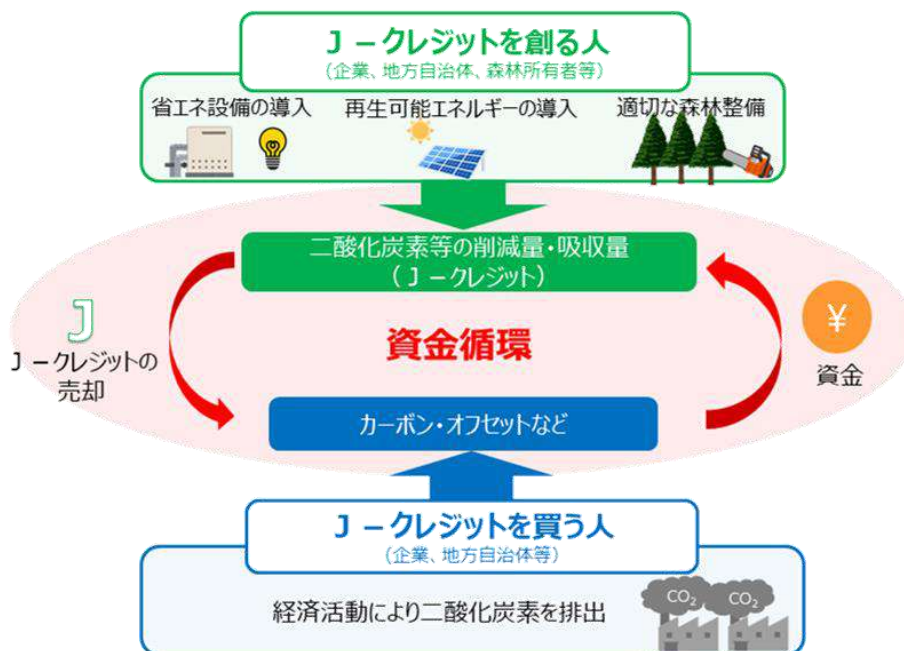 J－クレジットを創る人
（企業、地方自治体、森林所有者等）
省エネ設備の導入
再生可能エネルギーの導入
適切な森林整備
二酸化炭素等の削減量・吸収量
（J－クレジット）
J
J－クレジットの
売却
資金循環
¥
資金
カーボン・オフセットなど
J－クレジットを買う人
（企業、地方自治体等）
経済活動により二酸化炭素を排出
CO₂
CO₂